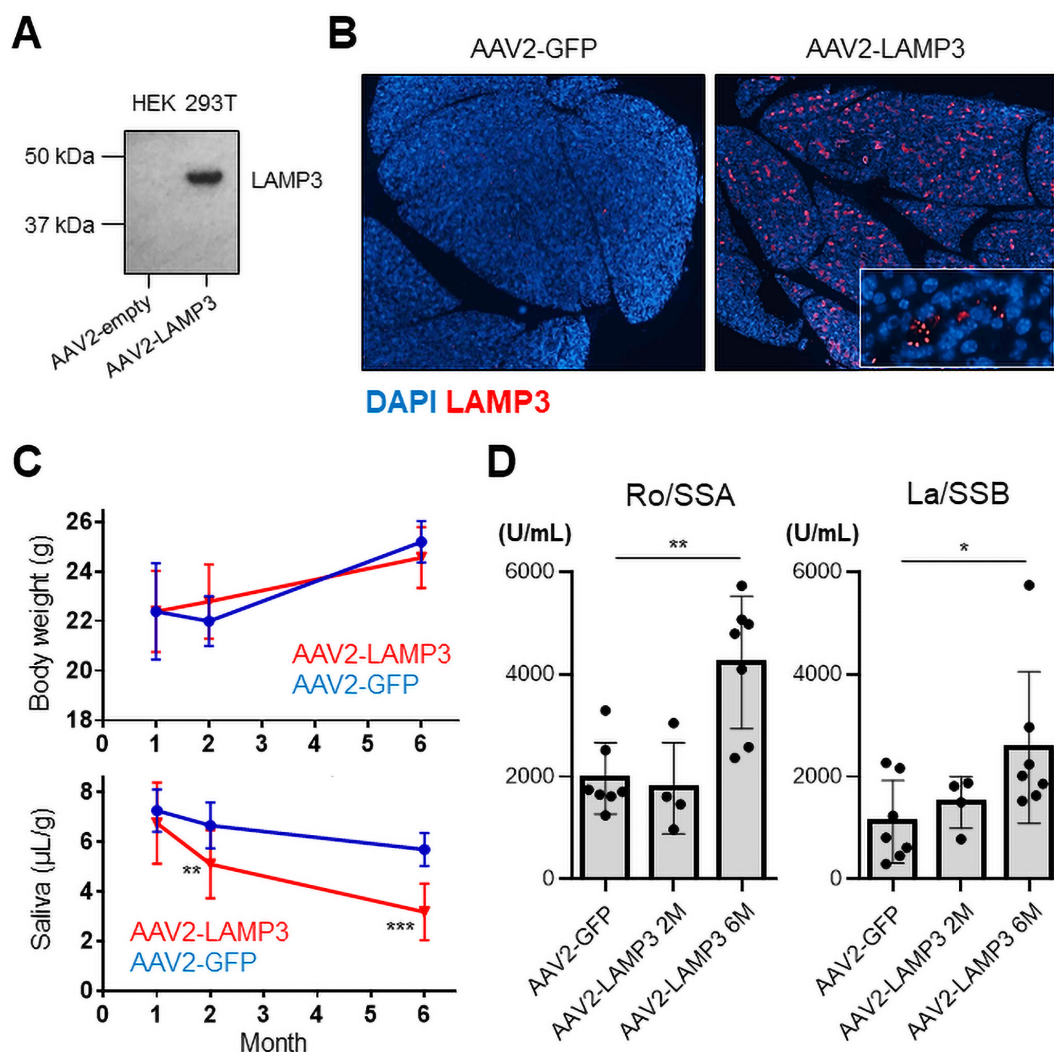 A
HEK 293T
50 kDa
37 kDa
LAMP3
AAV2-empty
AAV2-LAMP3
B
AAV2-GFP
AAV2-LAMP3
DAPI LAMP3
C
Body weight (g)
26
24
22
20
18
AAV2-LAMP3
AAV2-GFP
0 1 2 3 4 5 6
Saliva (µL/g)
8
6
4
2
0
**
***
AAV2-LAMP3
AAV2-GFP
0 1 2 3 4 5 6
Month
D
Ro/SSA
(U/mL)
**
6000
4000
2000
0
AAV2-GFP
AAV2-LAMP3 2M
AAV2-LAMP3 6M
La/SSB
(U/mL)
*
6000
4000
2000
0
AAV2-GFP
AAV2-LAMP3 2M
AAV2-LAMP3 6M